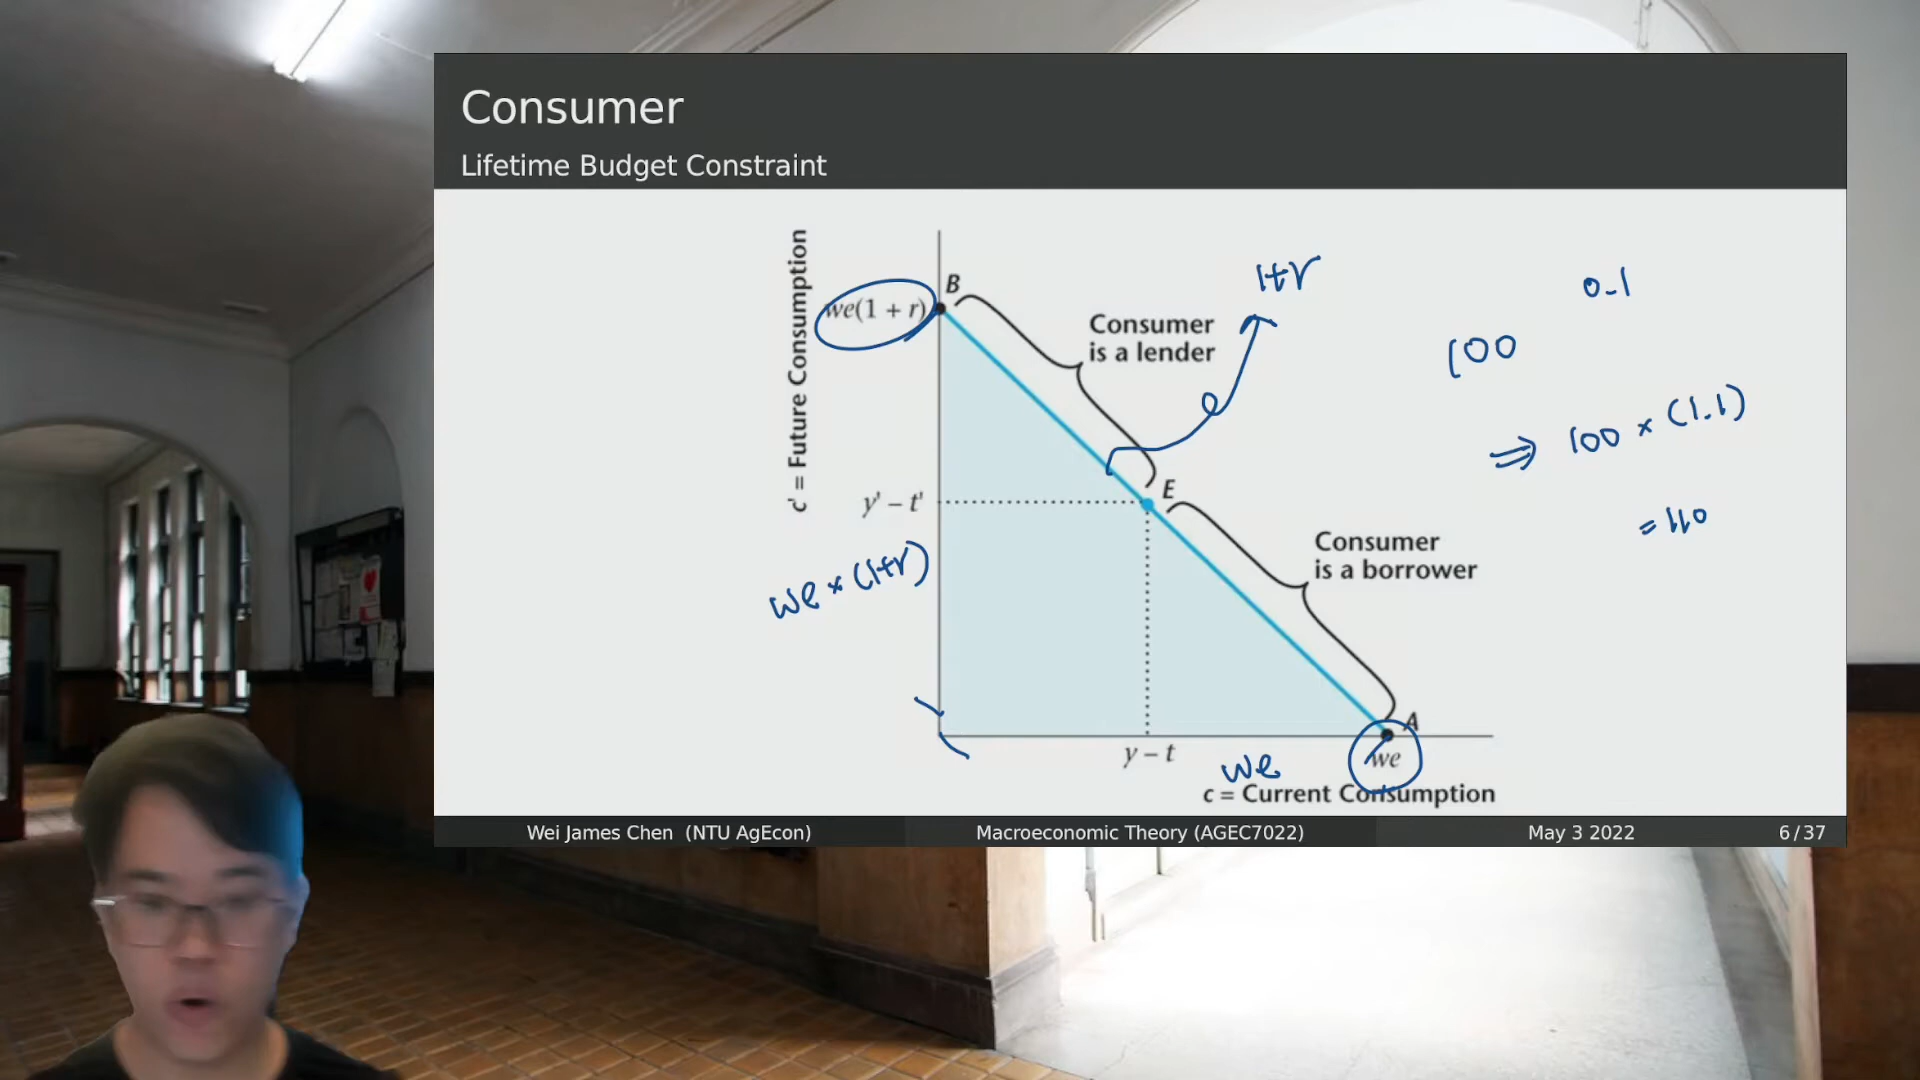 Consumer
Lifetime Budget Constraint
c' = Future Consumption
B
we(1 + r)
Consumer
is a lender
1+r
0.1
100
⇒ 100 × (1.1)
= 110
E
y' – t'
we × (1+r)
Consumer
is a borrower
A
y – t
we
we
c = Current Consumption
Wei James Chen (NTU AgEcon)
Macroeconomic Theory (AGEC7022)
May 3 2022
6 / 37